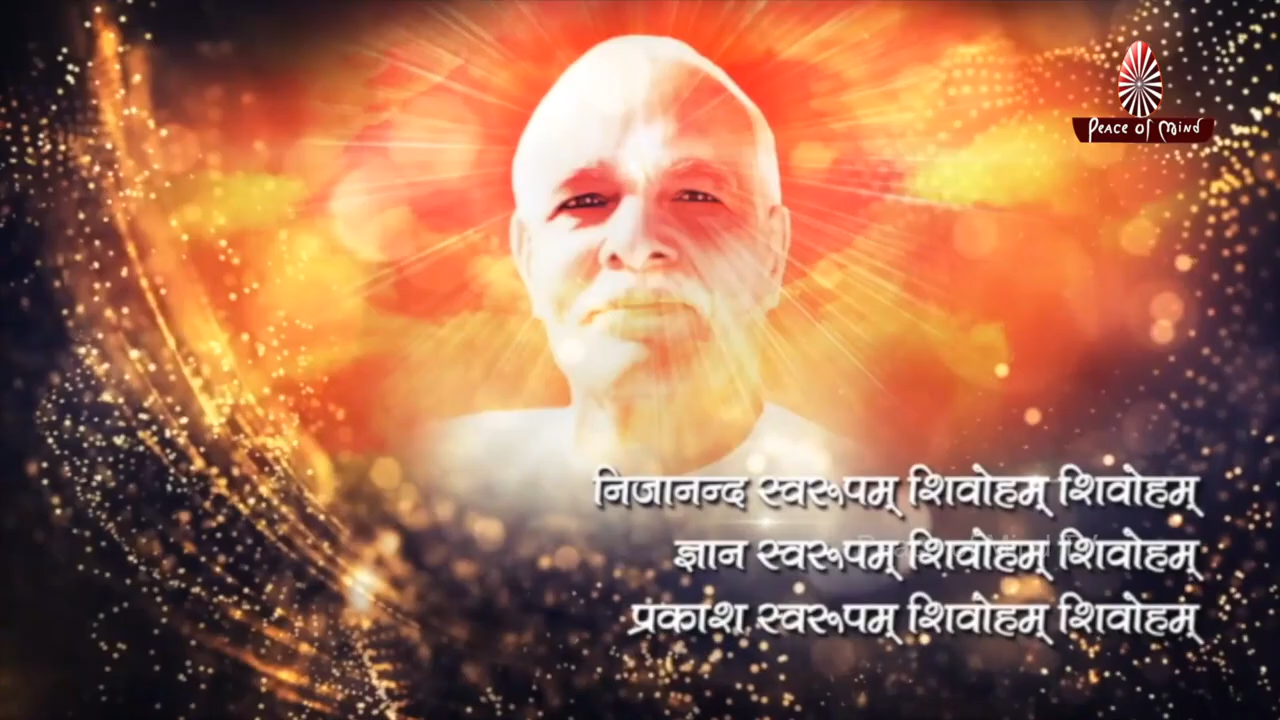 Peace of Mind
निजानन्द स्वरूपम् शिवोहम् शिवोहम्
ज्ञान स्वरूपम् शिवोहम् शिवोहम्
प्रकाश स्वरूपम् शिवोहम् शिवोहम्